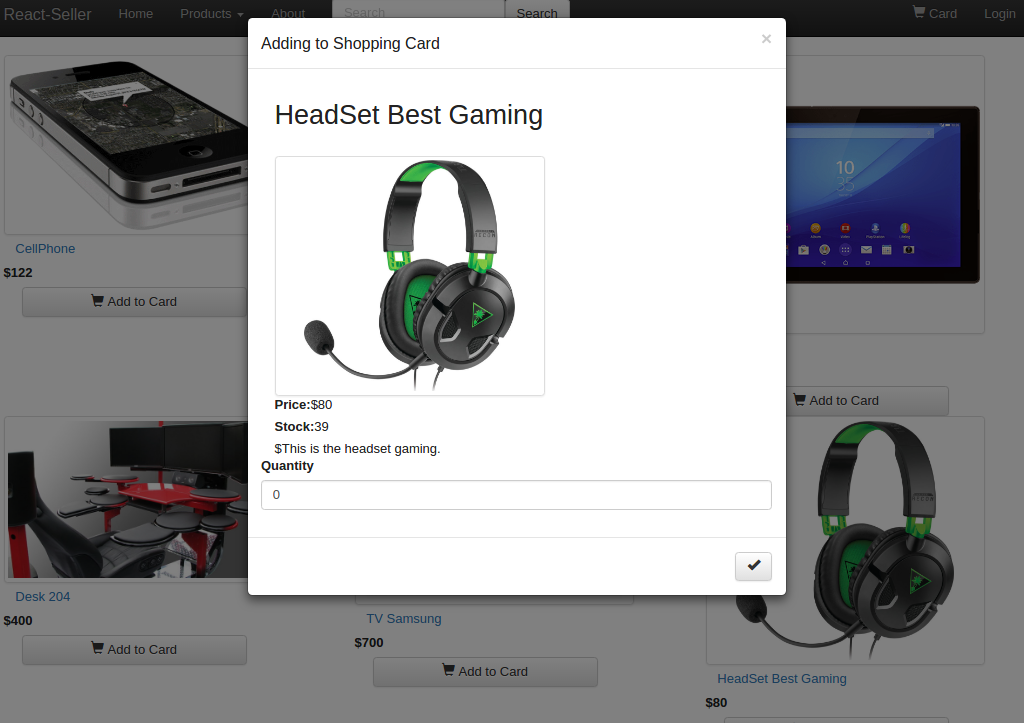 React-Seller Home Products About Search Search Card Login
Adding to Shopping Card ×
HeadSet Best Gaming
Price:$80
Stock:39
$This is the headset gaming.
Quantity
0
CellPhone
$122
Add to Card
10
35
Add to Card
Desk 204
$400
Add to Card
TV Samsung
$700
Add to Card
HeadSet Best Gaming
$80